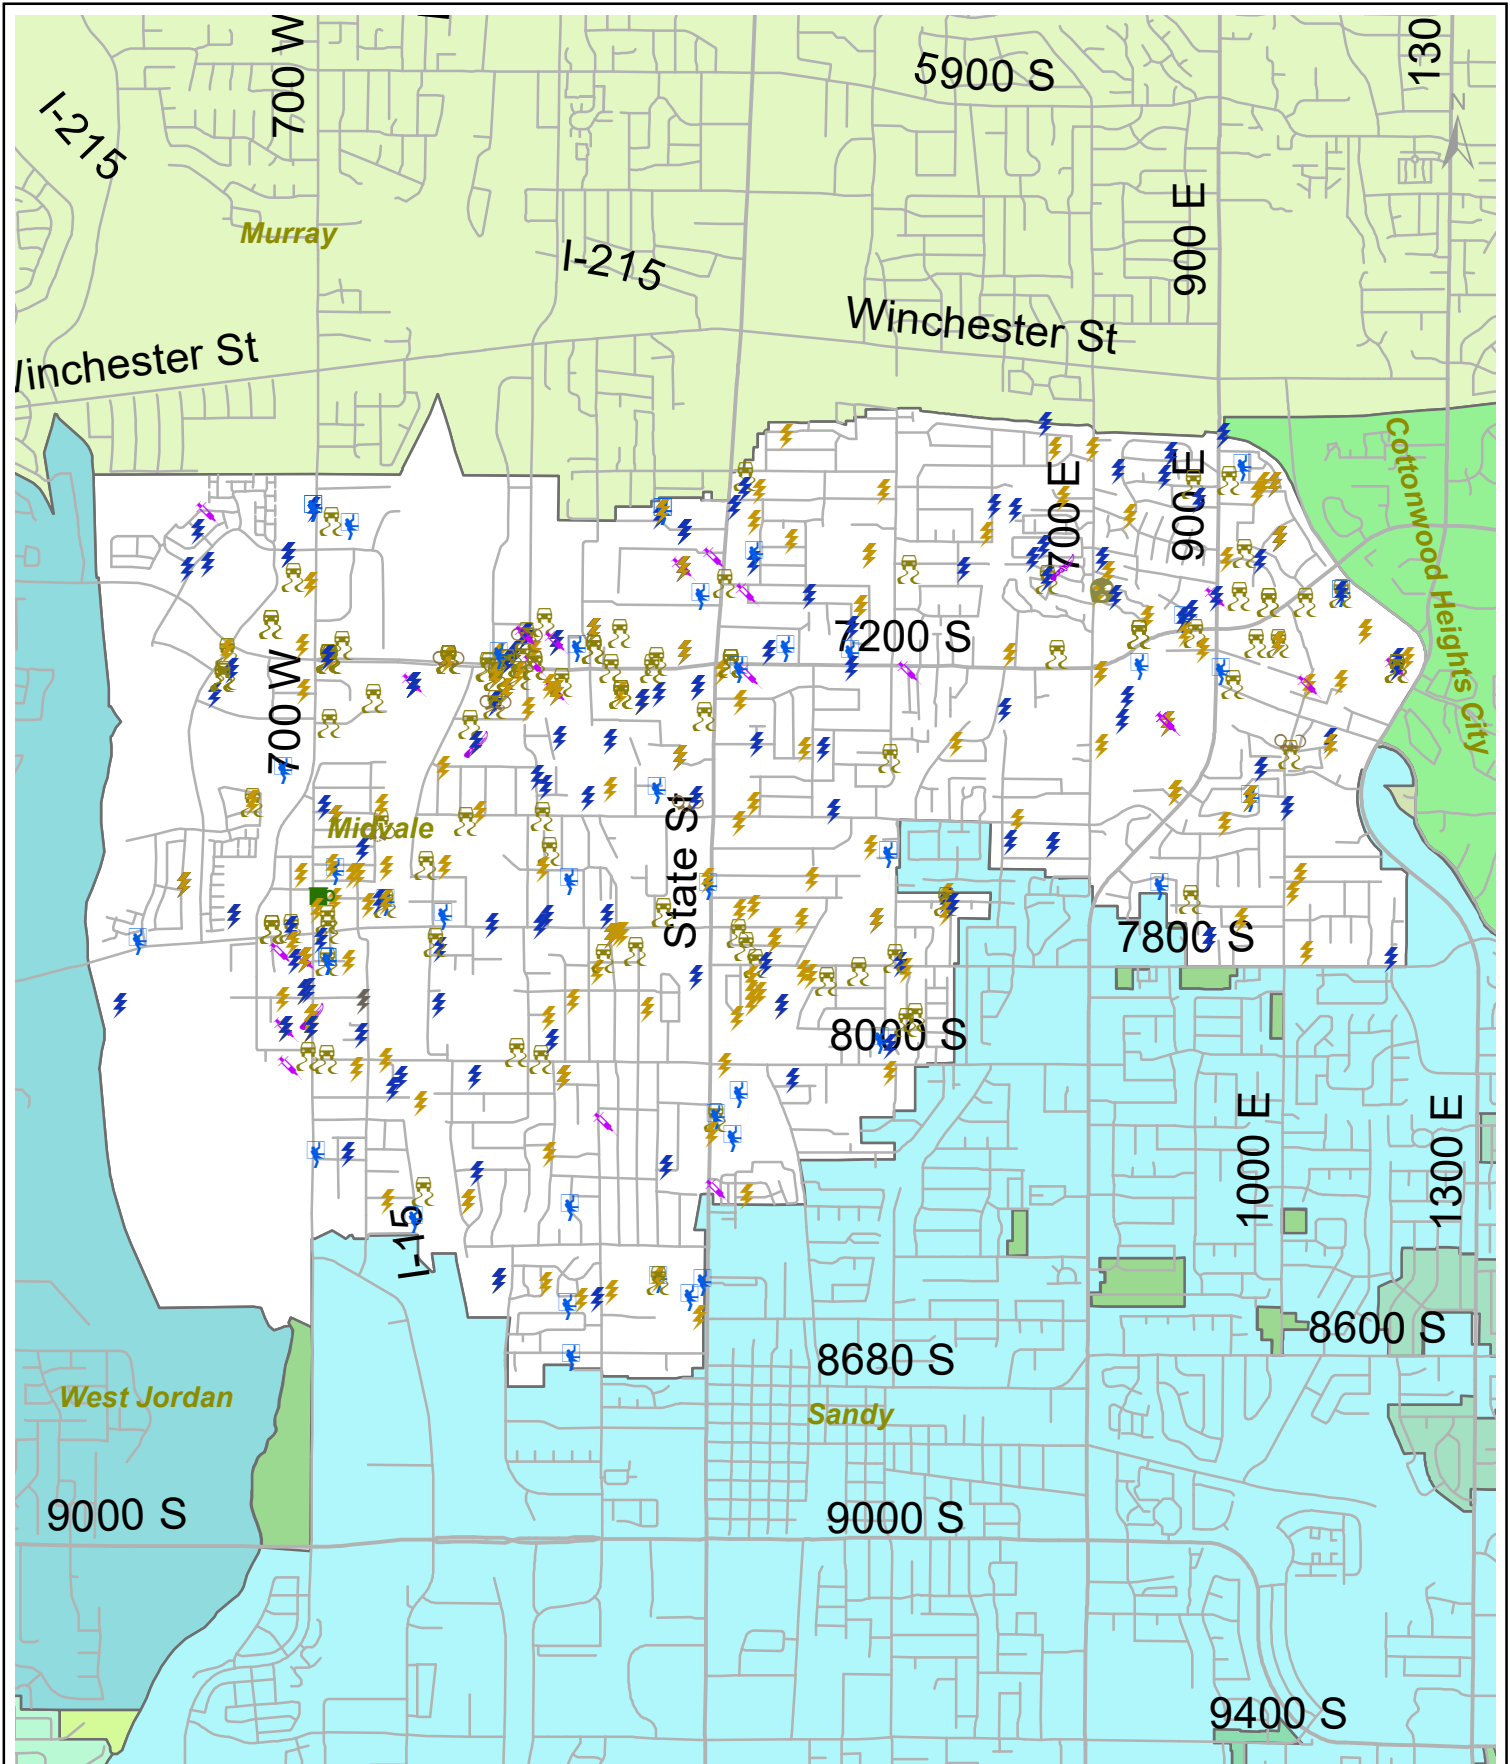 700 W
5900 S
130
I-215
N
Murray
900 E
I-215
Winchester St
inchester St
Cottonwood Heights City
700 E
900 E
7200 S
700 W
Midvale
State St
7800 S
8000 S
1000 E
1300 E
I-15
8600 S
8680 S
West Jordan
Sandy
9000 S
9000 S
9400 S